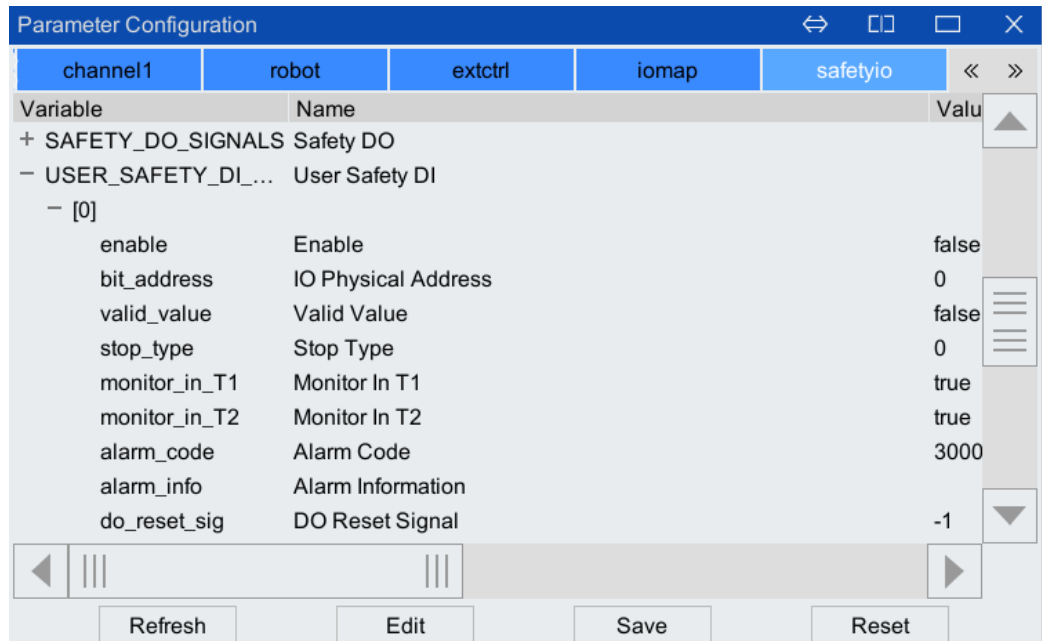 Parameter Configuration
channel1 robot extctrl iomap safetyio
Variable Name Valu
+ SAFETY_DO_SIGNALS Safety DO
− USER_SAFETY_DI_... User Safety DI
− [0]
enable Enable false
bit_address IO Physical Address 0
valid_value Valid Value false
stop_type Stop Type 0
monitor_in_T1 Monitor In T1 true
monitor_in_T2 Monitor In T2 true
alarm_code Alarm Code 3000
alarm_info Alarm Information
do_reset_sig DO Reset Signal -1
Refresh Edit Save Reset